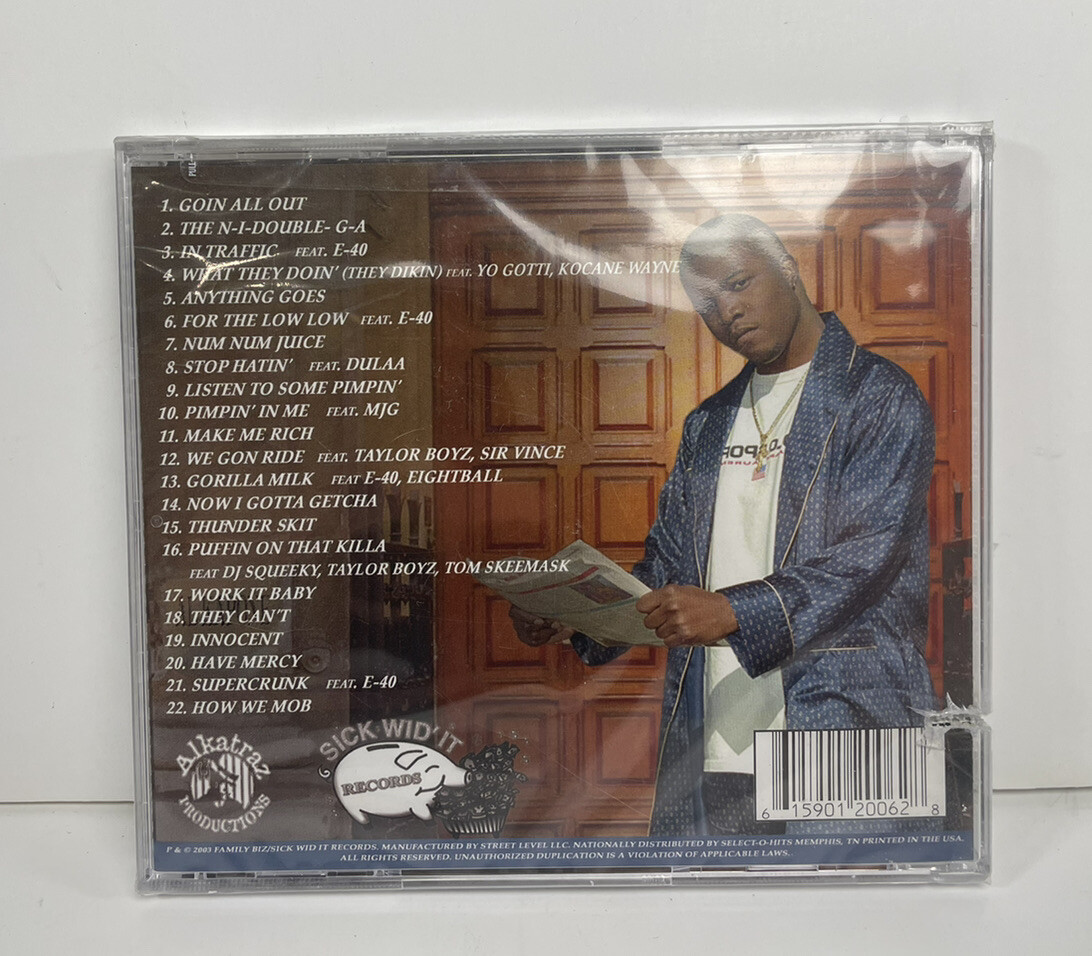 PULL
1. GOIN ALL OUT
2. THE N-I-DOUBLE- G-A
3. IN TRAFFIC FEAT. E-40
4. WHAT THEY DOIN' (THEY DIKIN) FEAT. YO GOTTI, KOCANE WAYNE
5. ANYTHING GOES
6. FOR THE LOW LOW FEAT. E-40
7. NUM NUM JUICE
8. STOP HATIN' FEAT. DULAA
9. LISTEN TO SOME PIMPIN'
10. PIMPIN' IN ME FEAT. MJG
11. MAKE ME RICH
12. WE GON RIDE FEAT. TAYLOR BOYZ, SIR VINCE
13. GORILLA MILK FEAT E-40, EIGHTBALL
14. NOW I GOTTA GETCHA
15. THUNDER SKIT
16. PUFFIN ON THAT KILLA
FEAT DJ SQUEEKY, TAYLOR BOYZ, TOM SKEEMASK
17. WORK IT BABY
18. THEY CAN'T
19. INNOCENT
20. HAVE MERCY
21. SUPERCRUNK FEAT. E-40
22. HOW WE MOB
Alkatraz
PRODUCTIONS
SICK WID' IT
RECORDS
6 15901 20062 8
P & © 2003 FAMILY BIZ/SICK WID IT RECORDS. MANUFACTURED BY STREET LEVEL LLC. NATIONALLY DISTRIBUTED BY SELECT-O-HITS MEMPHIS, TN PRINTED IN THE USA.
ALL RIGHTS RESERVED. UNAUTHORIZED DUPLICATION IS A VIOLATION OF APPLICABLE LAWS..